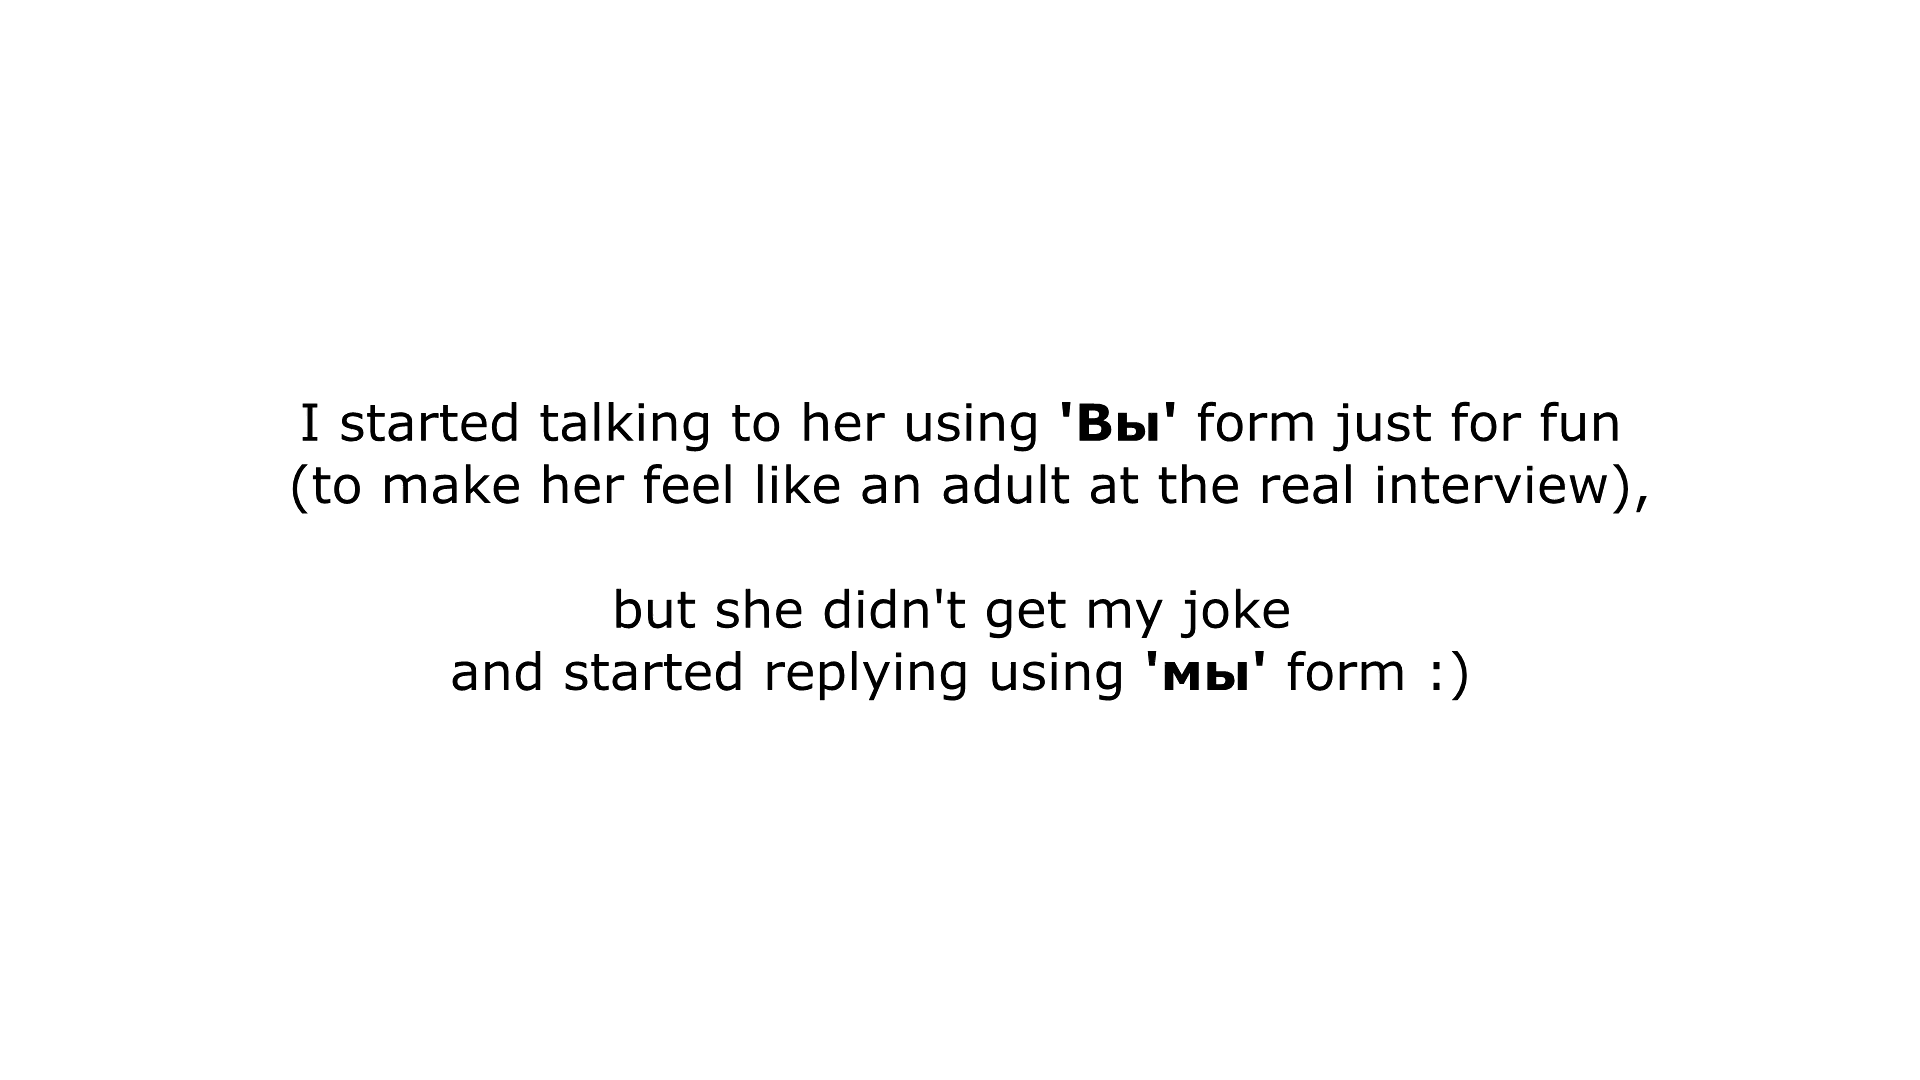 I started talking to her using 'Вы' form just for fun
(to make her feel like an adult at the real interview),
but she didn't get my joke
and started replying using 'мы' form :)